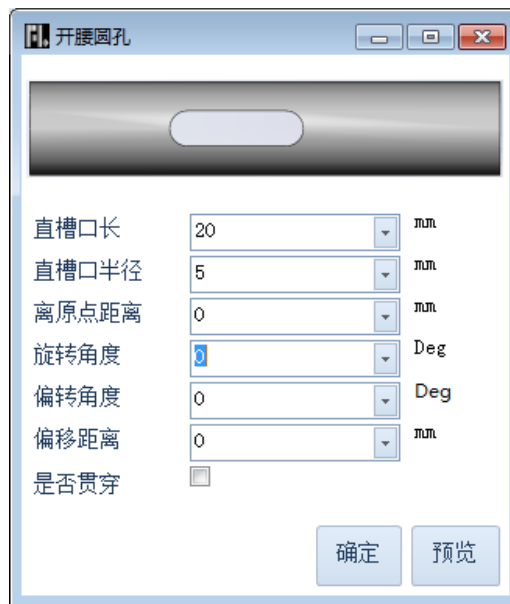 开腰圆孔
直槽口长 20 mm
直槽口半径 5 mm
离原点距离 0 mm
旋转角度 0 Deg
偏转角度 0 Deg
偏移距离 0 mm
是否贯穿
确定 预览